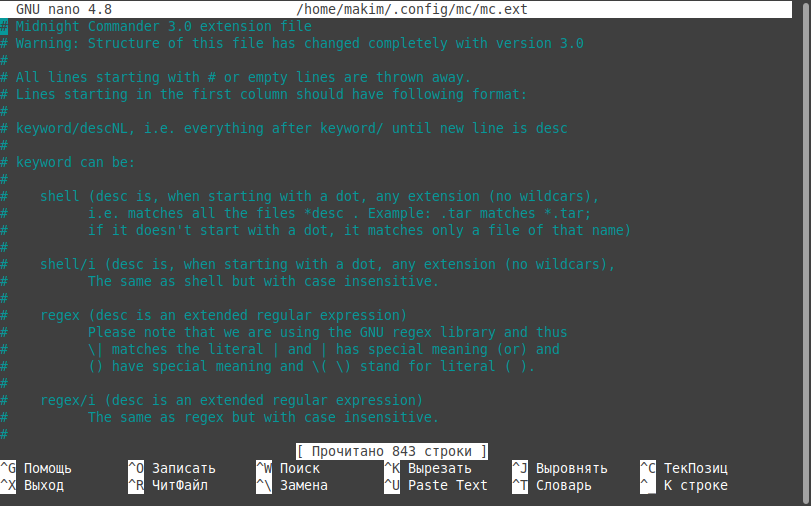 GNU nano 4.8 /home/makim/.config/mc/mc.ext
# Midnight Commander 3.0 extension file
# Warning: Structure of this file has changed completely with version 3.0
#
# All lines starting with # or empty lines are thrown away.
# Lines starting in the first column should have following format:
#
# keyword/descNL, i.e. everything after keyword/ until new line is desc
#
# keyword can be:
#
#    shell (desc is, when starting with a dot, any extension (no wildcars),
#          i.e. matches all the files *desc . Example: .tar matches *.tar;
#          if it doesn't start with a dot, it matches only a file of that name)
#
#    shell/i (desc is, when starting with a dot, any extension (no wildcars),
#          The same as shell but with case insensitive.
#
#    regex (desc is an extended regular expression)
#          Please note that we are using the GNU regex library and thus
#          \| matches the literal | and | has special meaning (or) and
#          () have special meaning and \( \) stand for literal ( ).
#
#    regex/i (desc is an extended regular expression)
#          The same as regex but with case insensitive.
#
[ Прочитано 843 строки ]
^G Помощь ^O Записать ^W Поиск ^K Вырезать ^J Выровнять ^C ТекПозиц
^X Выход ^R ЧитФайл ^\ Замена ^U Paste Text ^T Словарь ^_ К строке